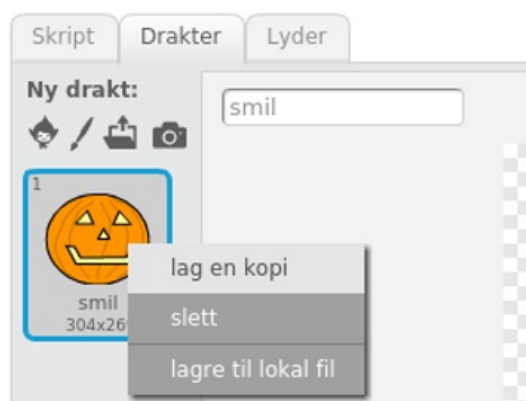 Skript Drakter Lyder
Ny drakt:
smil
1
lag en kopi
smil
slett
304x26
lagre til lokal fil